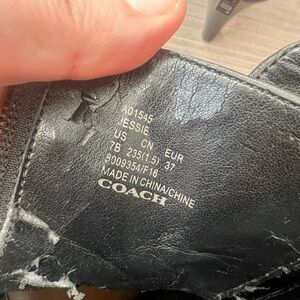 A01545
JESSIE
US CN EUR
7B 235(1.5) 37
8009354/F16
MADE IN CHINA/CHINE
COACH